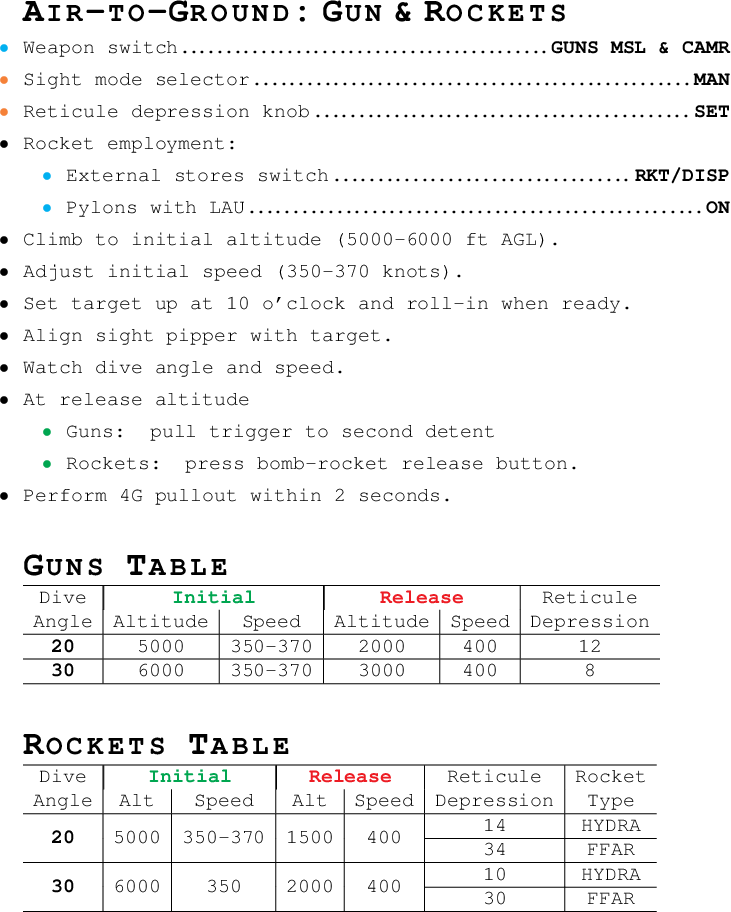 AIR–TO–GROUND: GUN & ROCKETS
• Weapon switch........................................GUNS MSL & CAMR
• Sight mode selector................................................MAN
• Reticule depression knob..........................................SET
• Rocket employment:
• External stores switch.................................RKT/DISP
• Pylons with LAU..................................................ON
• Climb to initial altitude (5000-6000 ft AGL).
• Adjust initial speed (350-370 knots).
• Set target up at 10 o’clock and roll-in when ready.
• Align sight pipper with target.
• Watch dive angle and speed.
• At release altitude
• Guns: pull trigger to second detent
• Rockets: press bomb-rocket release button.
• Perform 4G pullout within 2 seconds.
GUNS TABLE
Dive Initial Release Reticule
Angle Altitude Speed Altitude Speed Depression
20 5000 350-370 2000 400 12
30 6000 350-370 3000 400 8
ROCKETS TABLE
Dive Initial Release Reticule Rocket
Angle Alt Speed Alt Speed Depression Type
20 5000 350-370 1500 400 14 HYDRA
34 FFAR
30 6000 350 2000 400 10 HYDRA
30 FFAR